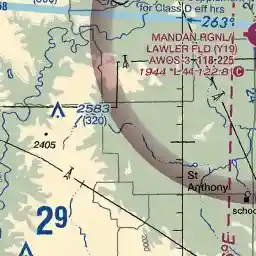 for Class D eff hrs
68
263°
MANDAN RGNL/
LAWLER FLD (Y19)
AWOS-3 118.225
1944 *L 44 122.8 C
2583
(320)
2405
St
Anthony
school
29